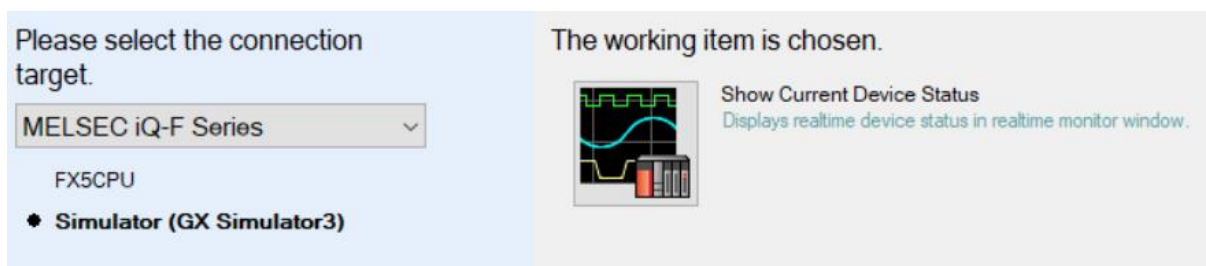 Please select the connection
target.
MELSEC iQ-F Series
FX5CPU
Simulator (GX Simulator3)
The working item is chosen.
Show Current Device Status
Displays realtime device status in realtime monitor window.